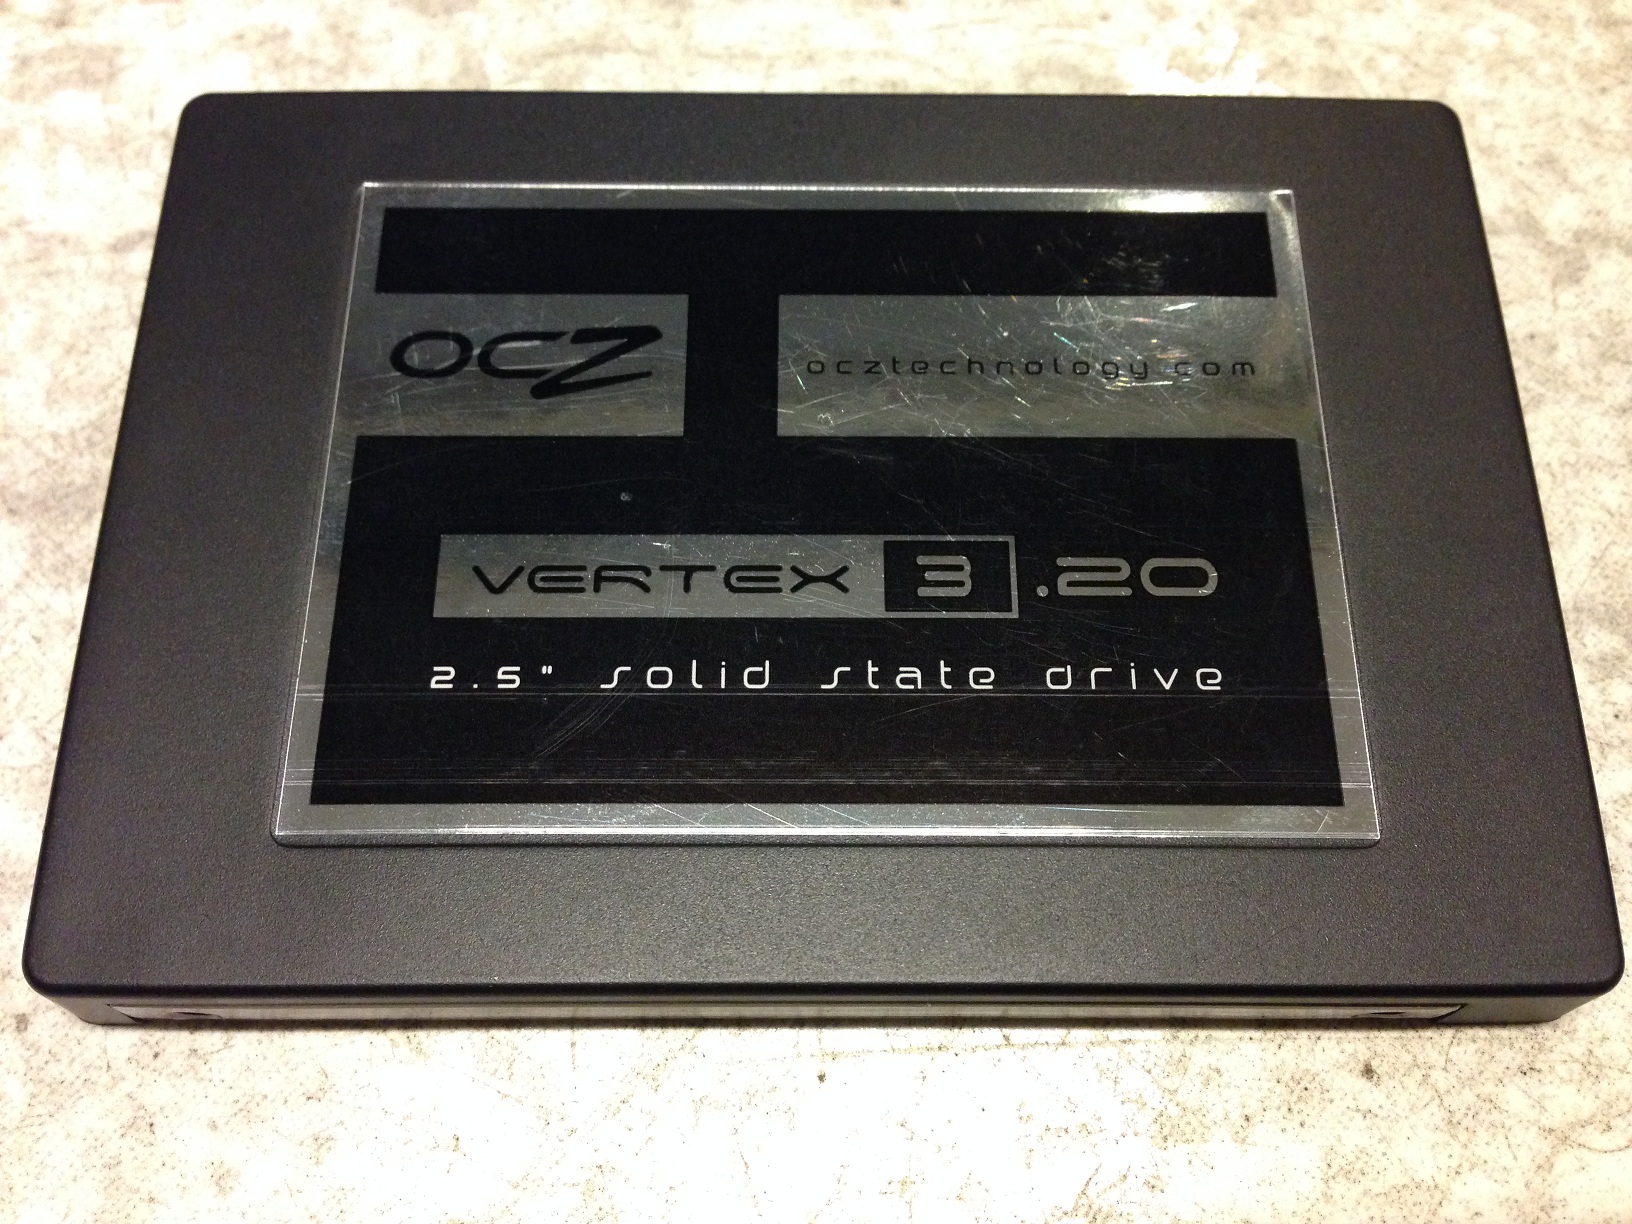 OCZ
ocztechnology.com
VERTEX 3.20
2.5" solid state drive